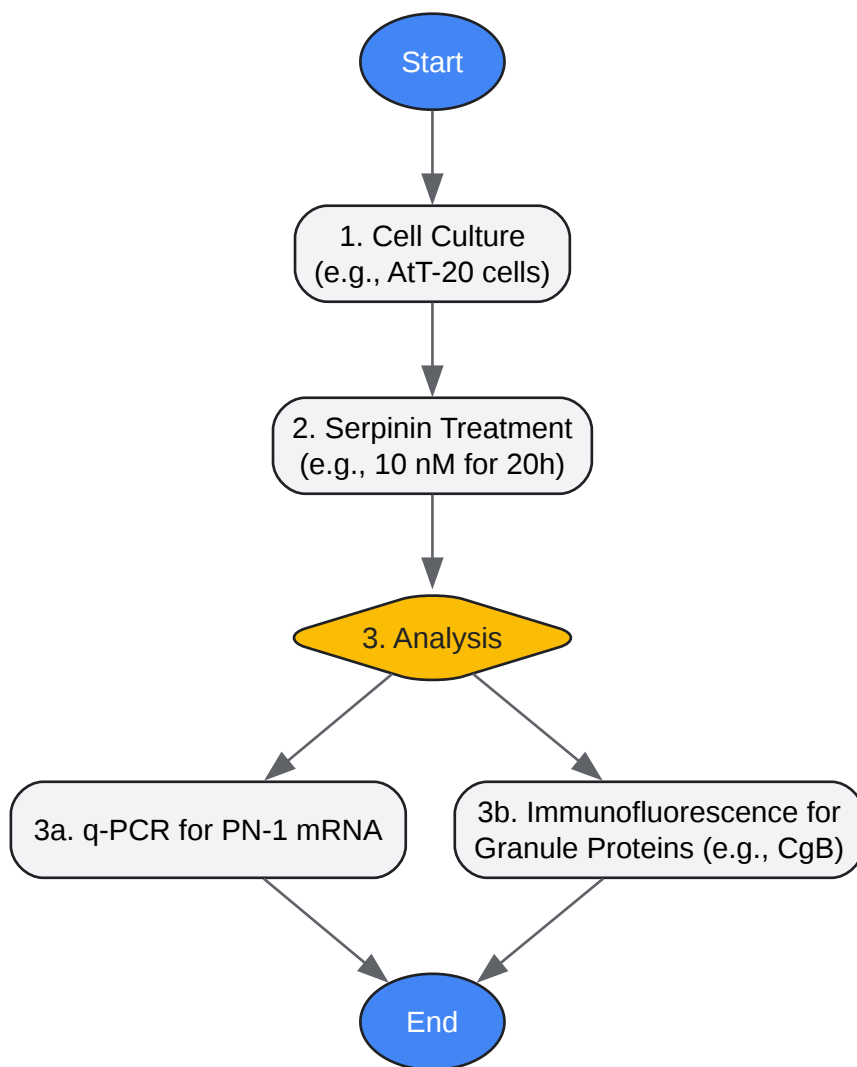 Start
1. Cell Culture
(e.g., AtT-20 cells)
2. Serpinin Treatment
(e.g., 10 nM for 20h)
3. Analysis
3a. q-PCR for PN-1 mRNA
3b. Immunofluorescence for
Granule Proteins (e.g., CgB)
End